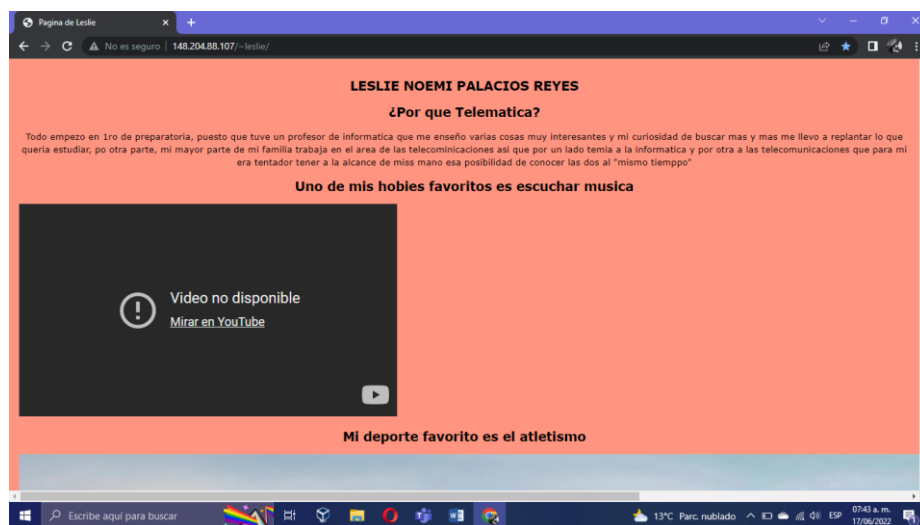 Pagina de Leslie
No es seguro | 148.204.88.107/~leslie/
LESLIE NOEMI PALACIOS REYES
¿Por que Telematica?
Todo empezo en 1ro de preparatoria, puesto que tuve un profesor de informatica que me enseño varias cosas muy interesantes y mi curiosidad de buscar mas y mas me llevo a replantar lo que
queria estudiar, po otra parte, mi mayor parte de mi familia trabaja en el area de las telecominicaciones asi que por un lado temia a la informatica y por otra a las telecomunicaciones que para mi
era tentador tener a la alcance de miss mano esa posibilidad de conocer las dos al "mismo tiemppo"
Uno de mis hobies favoritos es escuchar musica
Video no disponible
Mirar en YouTube
Mi deporte favorito es el atletismo
Escribe aquí para buscar
13°C Parc. nublado
ESP
07:43 a. m.
17/06/2022